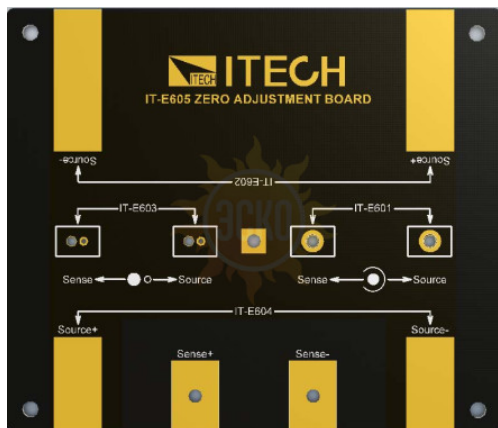 ITECH
ITECH
IT-E605 ZERO ADJUSTMENT BOARD
Source-
Source+
IT-E602
IT-E603
IT-E601
ЭСКО
Sense
Source
Sense
Source
IT-E604
Source+
Source-
Sense+
Sense-